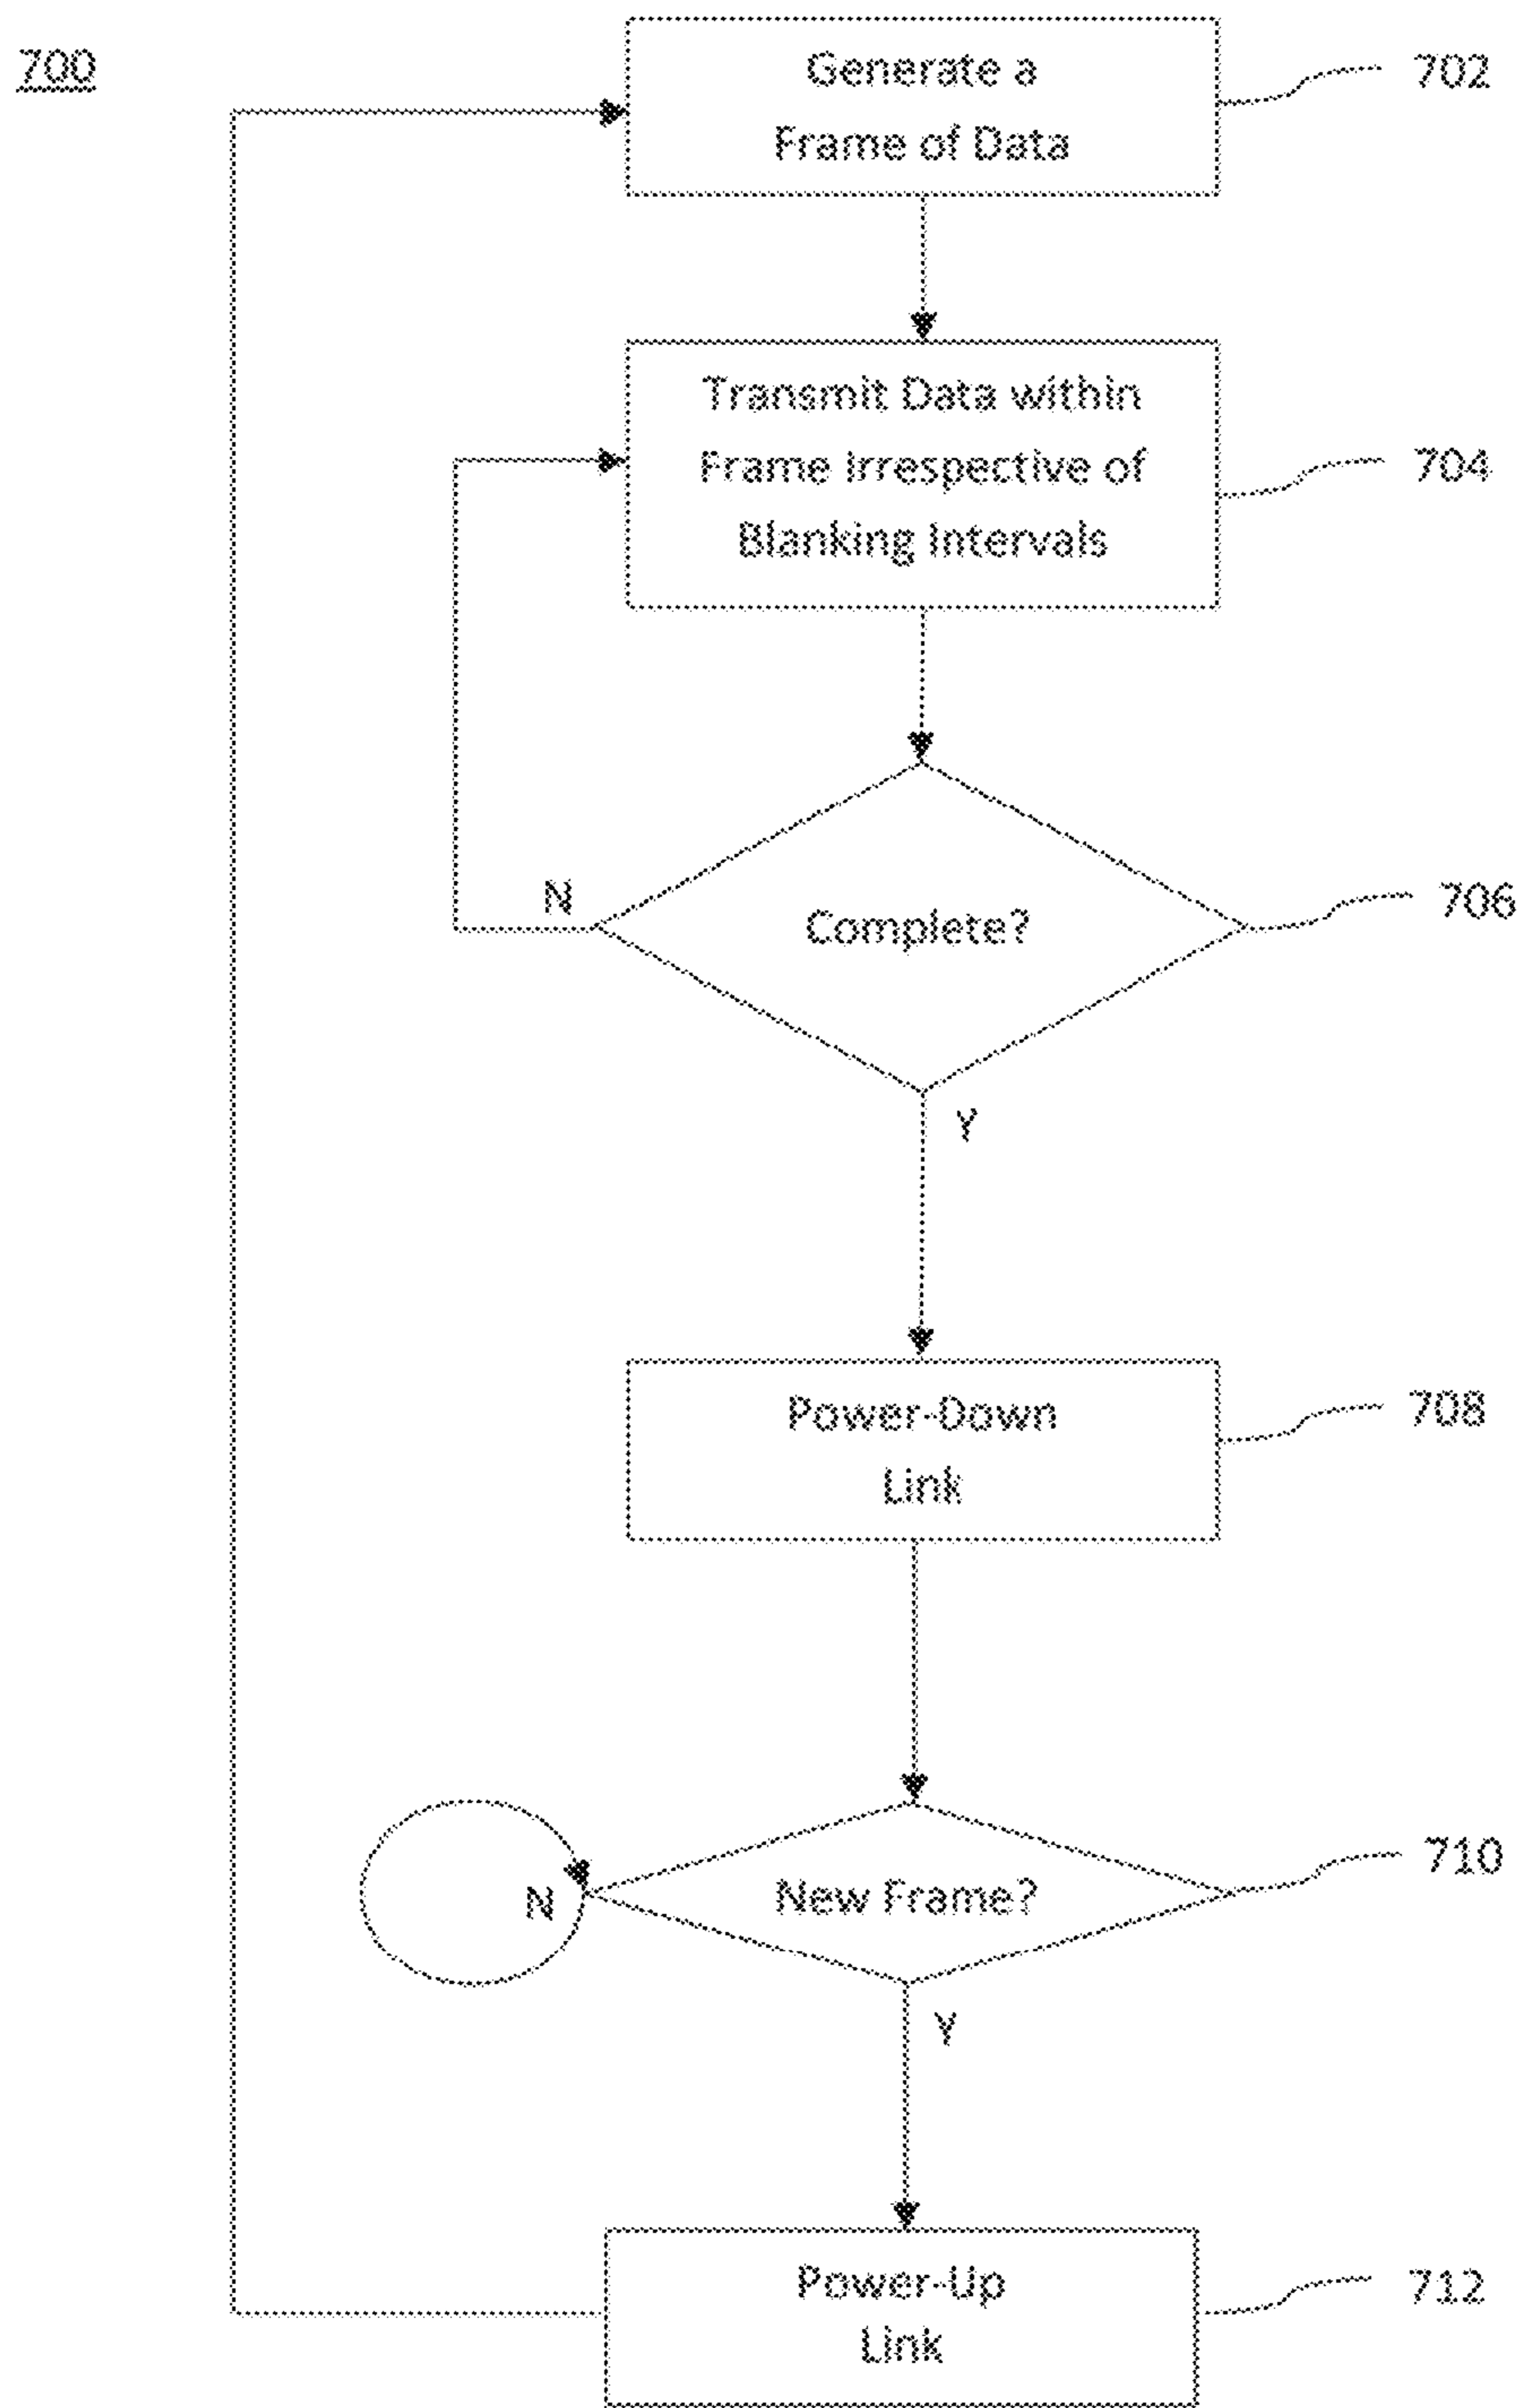 700
Generate a
Frame of Data
702
Transmit Data within
Frame Irrespective of
Blanking Intervals
704
N
Complete?
706
Y
Power-Down
Link
708
N
New Frame?
710
Y
Power-Up
Link
712